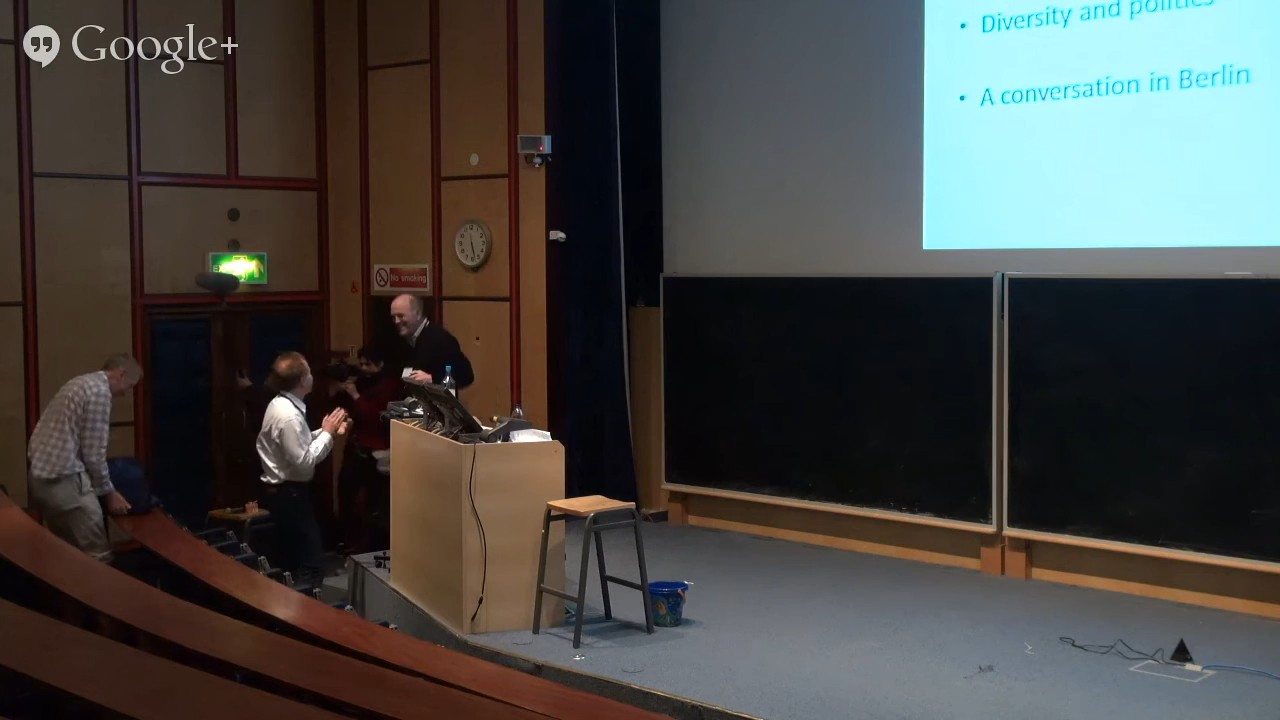 Google+
• Diversity and politics
• A conversation in Berlin
No smoking